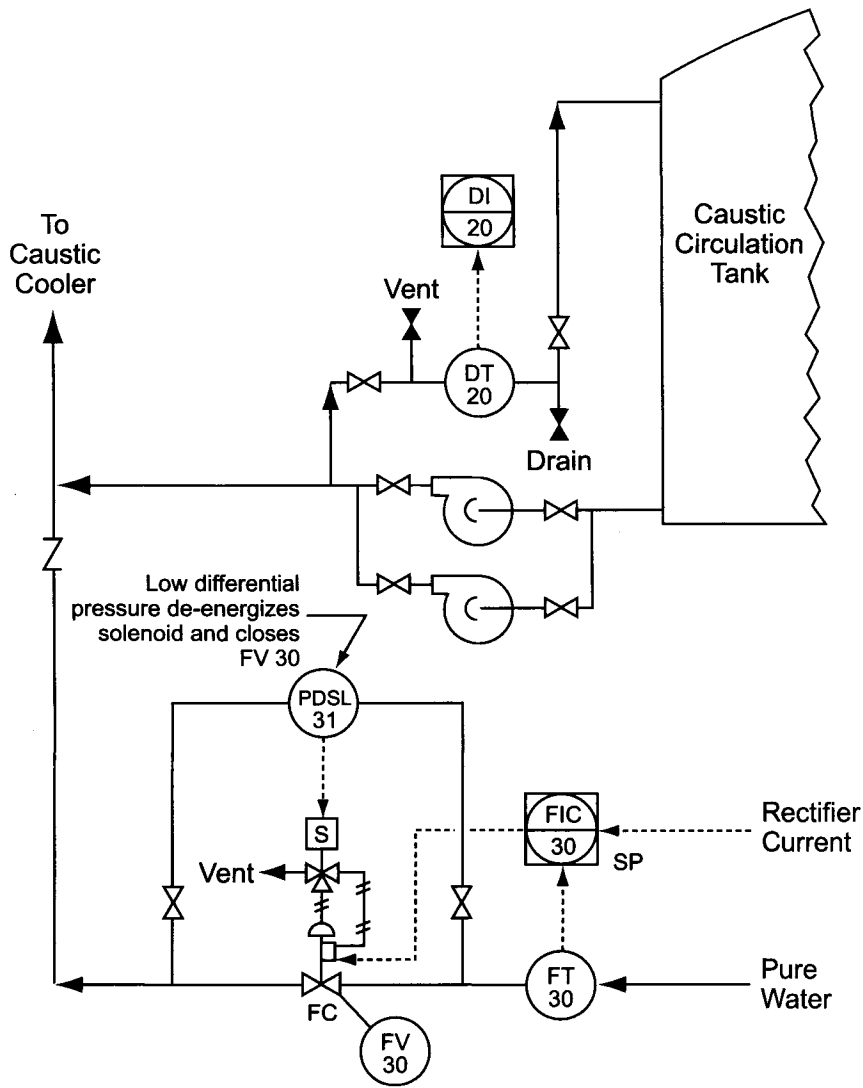 To
Caustic
Cooler
DI
20
Caustic
Circulation
Tank
Vent
DT
20
Drain
Low differential
pressure de-energizes
solenoid and closes
FV 30
PDSL
31
S
Vent
FIC
30
SP
Rectifier
Current
FC
FV
30
FT
30
Pure
Water